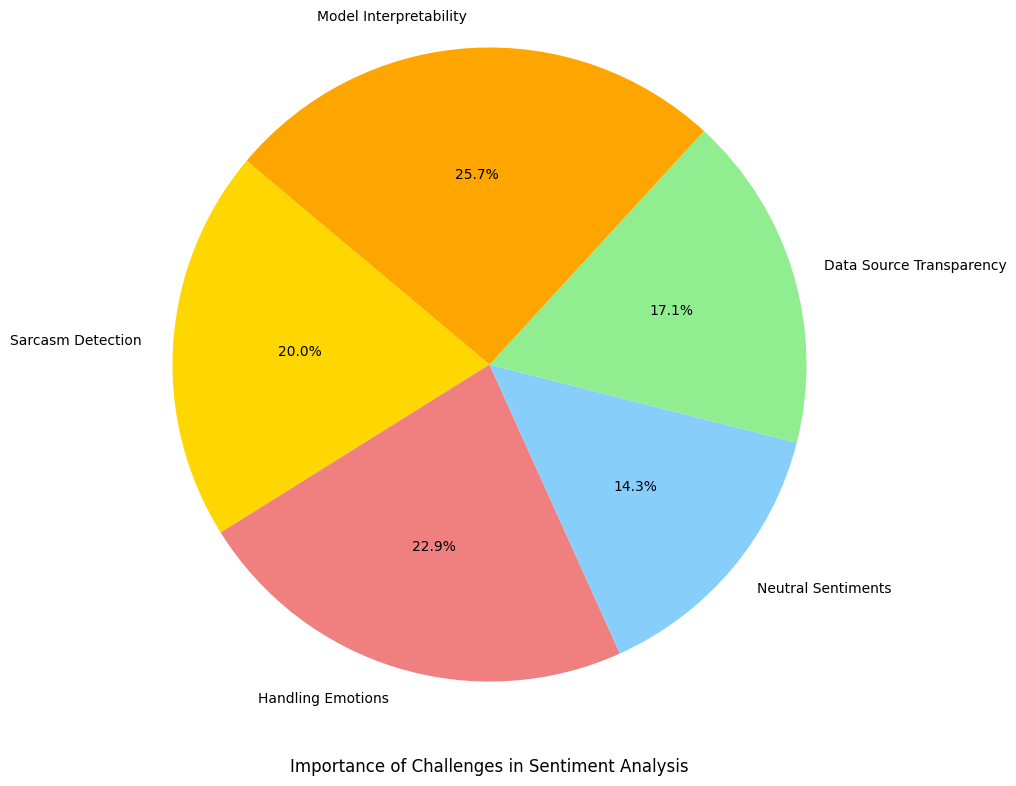 Model Interpretability
25.7%
Data Source Transparency
17.1%
Sarcasm Detection
20.0%
14.3%
Neutral Sentiments
22.9%
Handling Emotions
Importance of Challenges in Sentiment Analysis